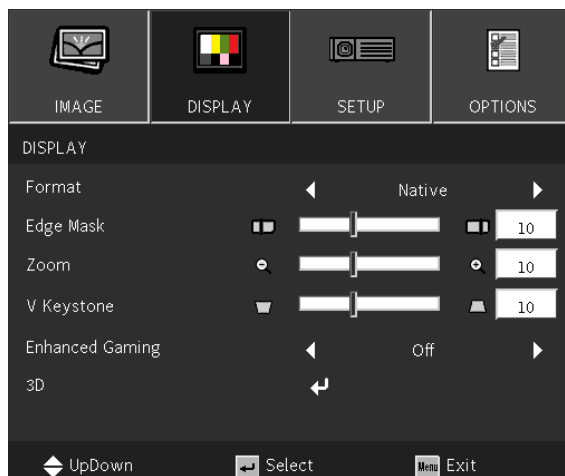 IMAGE DISPLAY SETUP OPTIONS
DISPLAY
Format Native
Edge Mask 10
Zoom 10
V Keystone 10
Enhanced Gaming Off
3D
UpDown Select Menu Exit